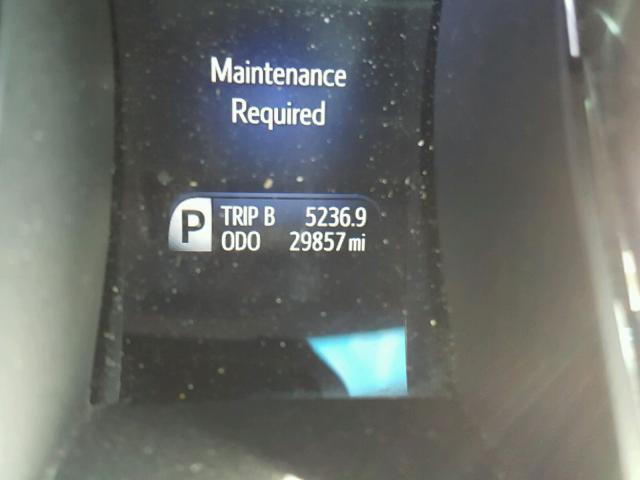 Maintenance
Required
P TRIP B 5236.9
ODO 29857 mi